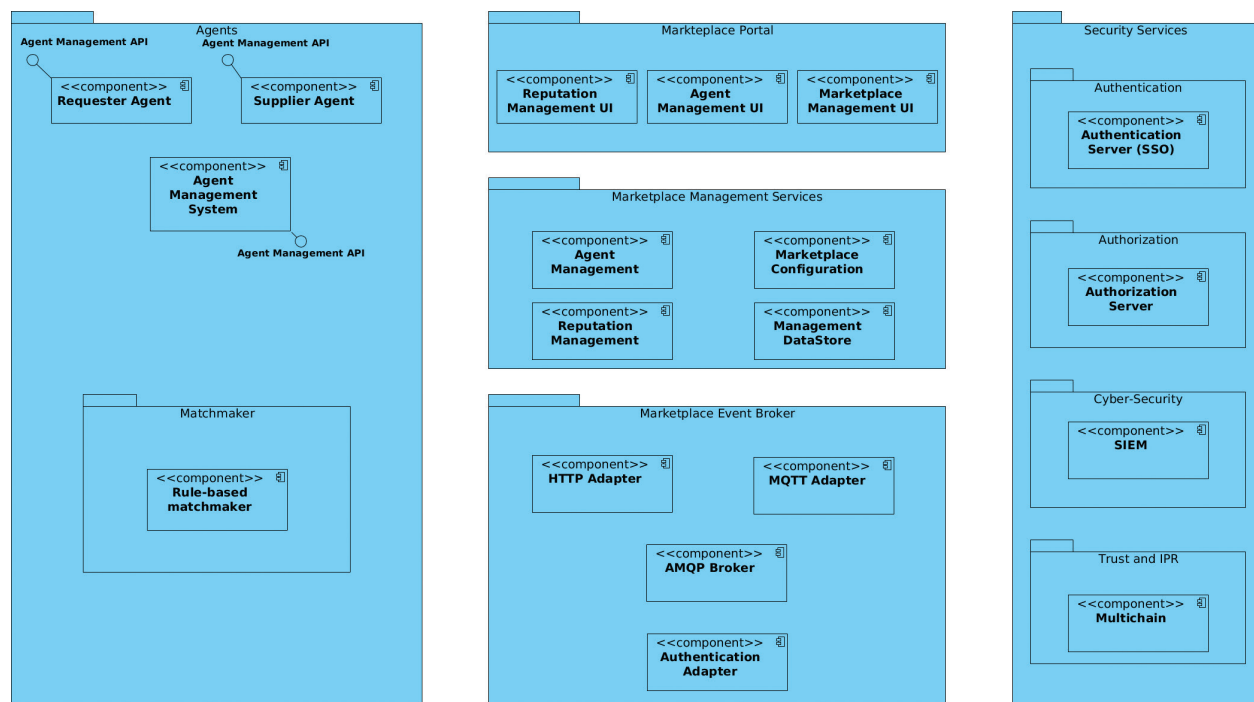 Agents
Agent Management API
Agent Management API
<<component>>
Requester Agent
<<component>>
Supplier Agent
<<component>>
Agent
Management
System
Agent Management API
Matchmaker
<<component>>
Rule-based
matchmaker
Markteplace Portal
<<component>>
Reputation
Management UI
<<component>>
Agent
Management UI
<<component>>
Marketplace
Management UI
Marketplace Management Services
<<component>>
Agent
Management
<<component>>
Marketplace
Configuration
<<component>>
Reputation
Management
<<component>>
Management
DataStore
Marketplace Event Broker
<<component>>
HTTP Adapter
<<component>>
MQTT Adapter
<<component>>
AMQP Broker
<<component>>
Authentication
Adapter
Security Services
Authentication
<<component>>
Authentication
Server (SSO)
Authorization
<<component>>
Authorization
Server
Cyber-Security
<<component>>
SIEM
Trust and IPR
<<component>>
Multichain